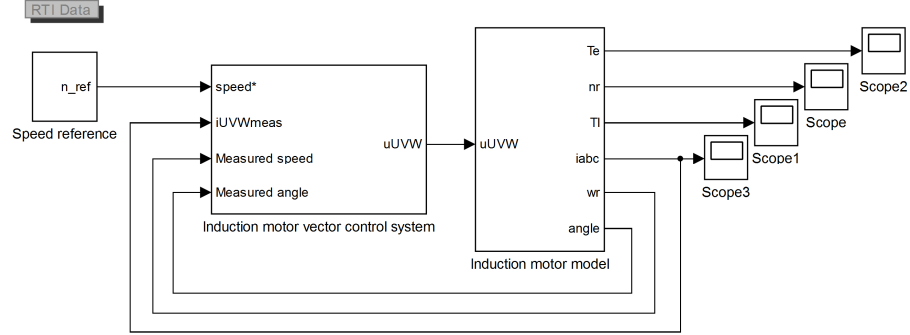 RTI Data
n_ref
Speed reference
speed*
iUVWmeas
Measured speed
Measured angle
uUVW
Induction motor vector control system
uUVW
Te
nr
Tl
iabc
wr
angle
Induction motor model
Scope2
Scope
Scope1
Scope3